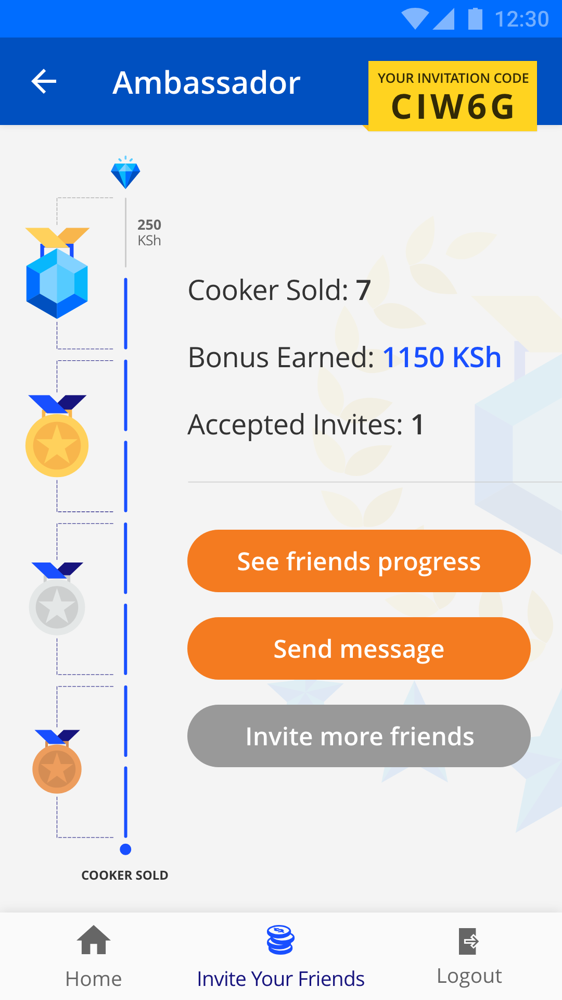 12:30
Ambassador
YOUR INVITATION CODE
CIW6G
250
KSh
Cooker Sold: 7
Bonus Earned: 1150 KSh
Accepted Invites: 1
See friends progress
Send message
Invite more friends
COOKER SOLD
Home
Invite Your Friends
Logout